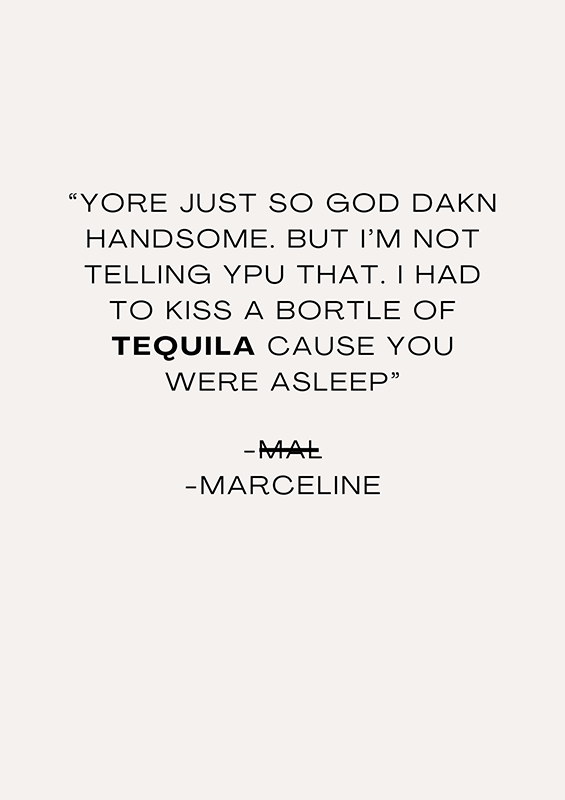 “YORE JUST SO GOD DAKN
HANDSOME. BUT I’M NOT
TELLING YPU THAT. I HAD
TO KISS A BORTLE OF
TEQUILA CAUSE YOU
WERE ASLEEP”
-MAL
-MARCELINE